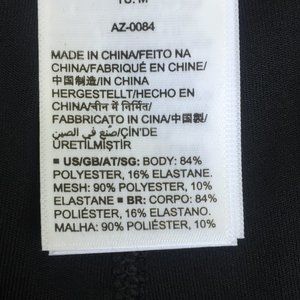 TU: M
AZ-0084
MADE IN CHINA/FEITO NA
CHINA/FABRIQUÉ EN CHINE/
中国制造/IN CHINA
HERGESTELLT/HECHO EN
CHINA/चीन में निर्मित/
FABBRICATO IN CINA/中国製/
صنع في الصين/ÇİN'DE
ÜRETİLMİŞTİR
■ US/GB/AT/SG: BODY: 84%
POLYESTER, 16% ELASTANE.
MESH: 90% POLYESTER, 10%
ELASTANE ■ BR: CORPO: 84%
POLIÉSTER, 16% ELASTANO.
MALHA: 90% POLIÉSTER, 10%